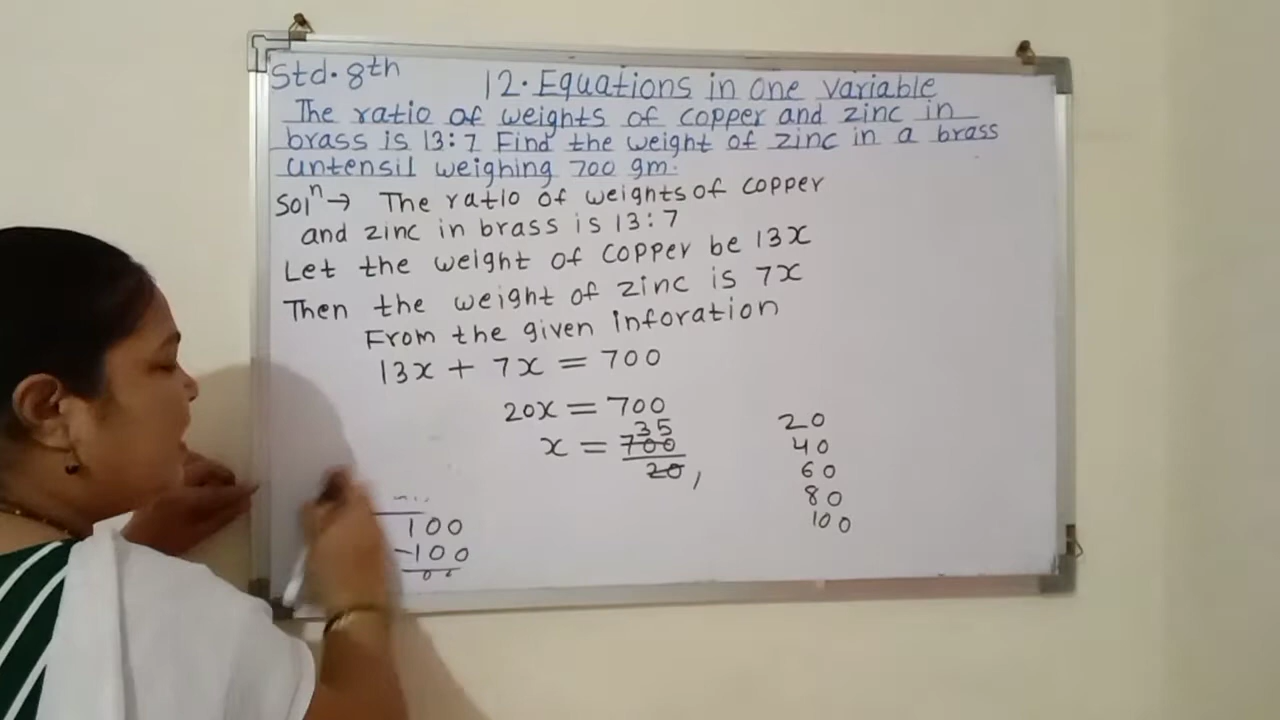 Std. 8th
12. Equations in one variable
The ratio of weights of copper and zinc in
brass is 13:7 Find the weight of zinc in a brass
untensil weighing 700 gm.
Solⁿ → The ratio of weights of copper
and zinc in brass is 13:7
Let the weight of copper be 13x
Then the weight of zinc is 7x
From the given inforation
13x + 7x = 700
20x = 700
35
x = 700
20,
100
-100
00
20
40
60
80
100